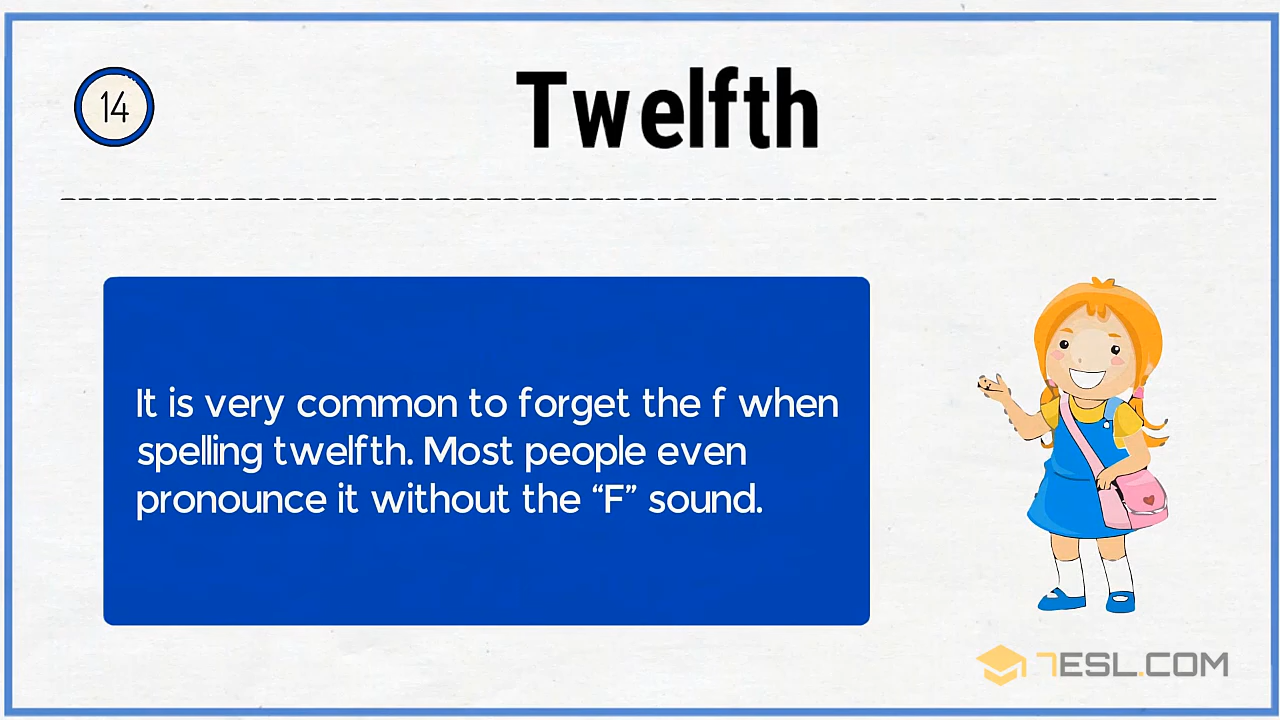 14
Twelfth
It is very common to forget the f when
spelling twelfth. Most people even
pronounce it without the “F” sound.
7ESL.COM